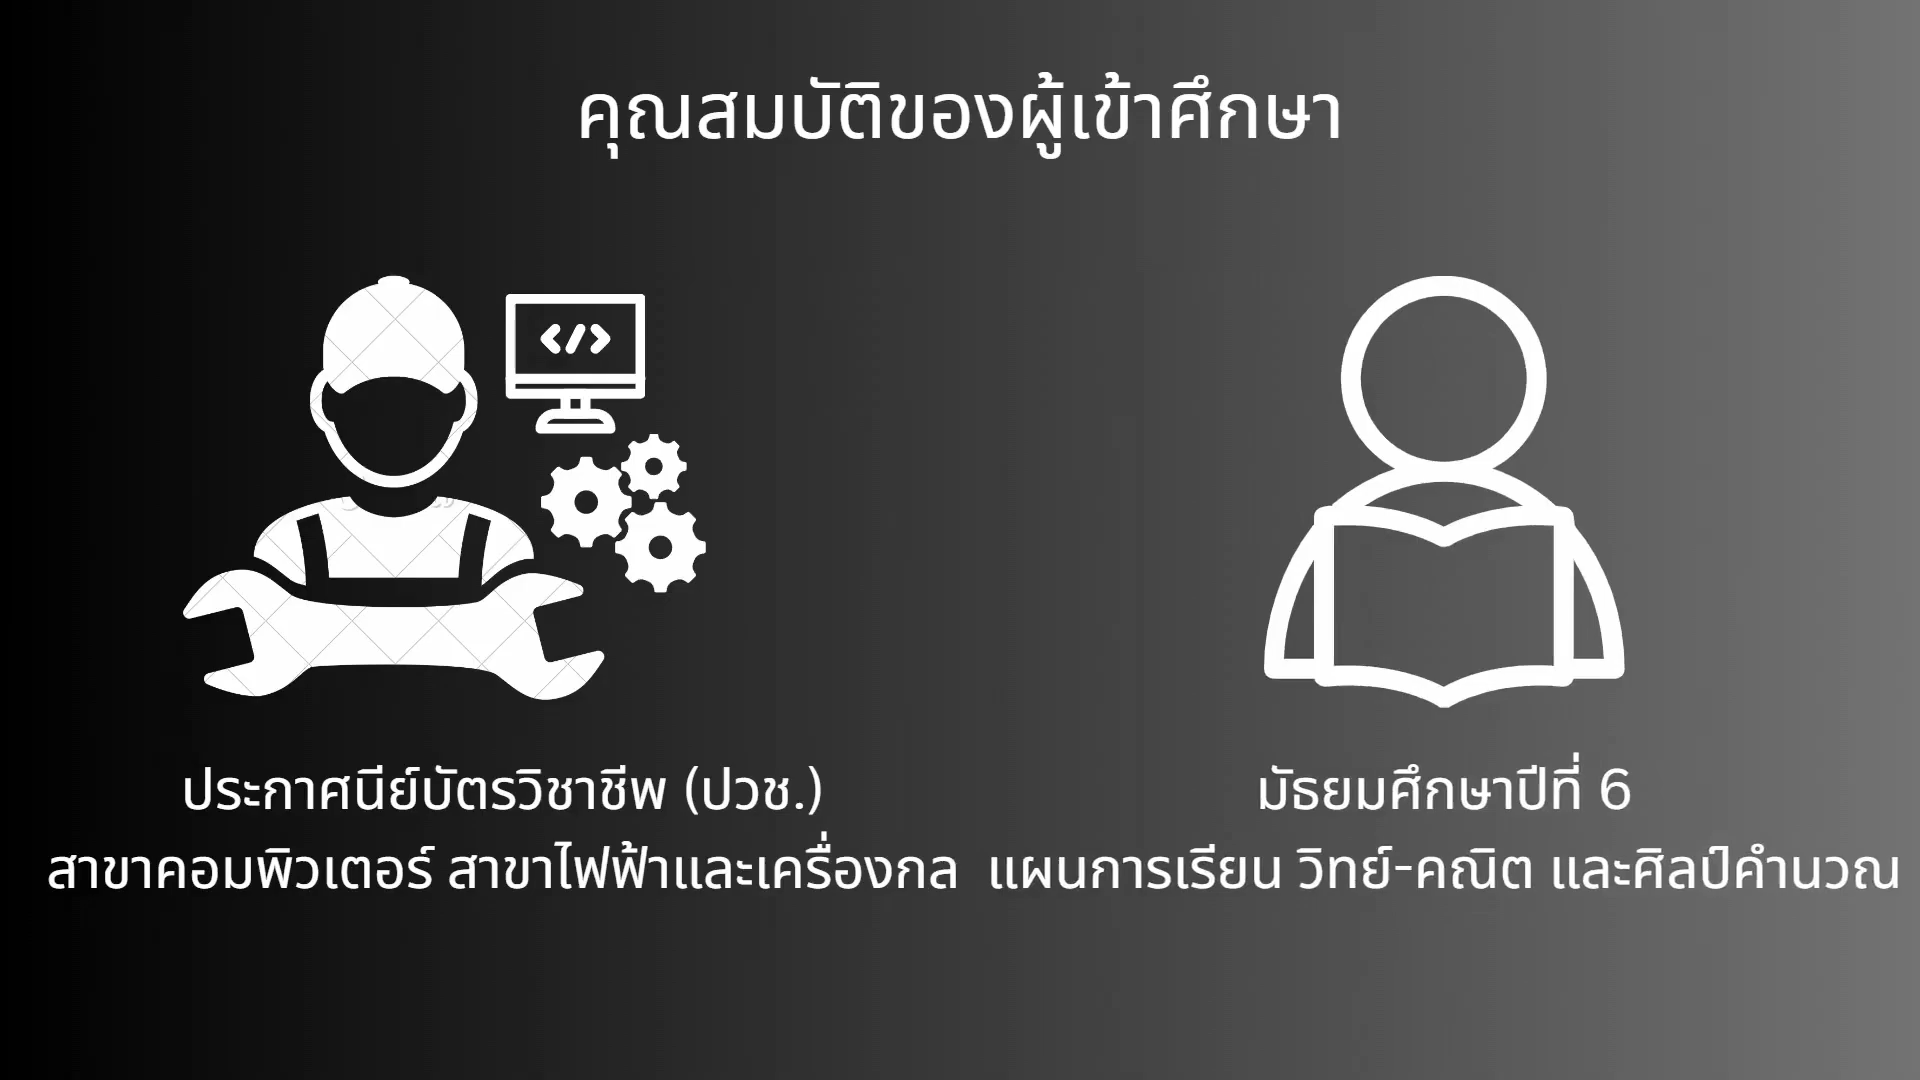 คุณสมบัติของผู้เข้าศึกษา
</>
ประกาศนียบัตรวิชาชีพ (ปวช.)
สาขาคอมพิวเตอร์ สาขาไฟฟ้าและเครื่องกล
มัธยมศึกษาปีที่ 6
แผนการเรียน วิทย์-คณิต และศิลป์คำนวณ